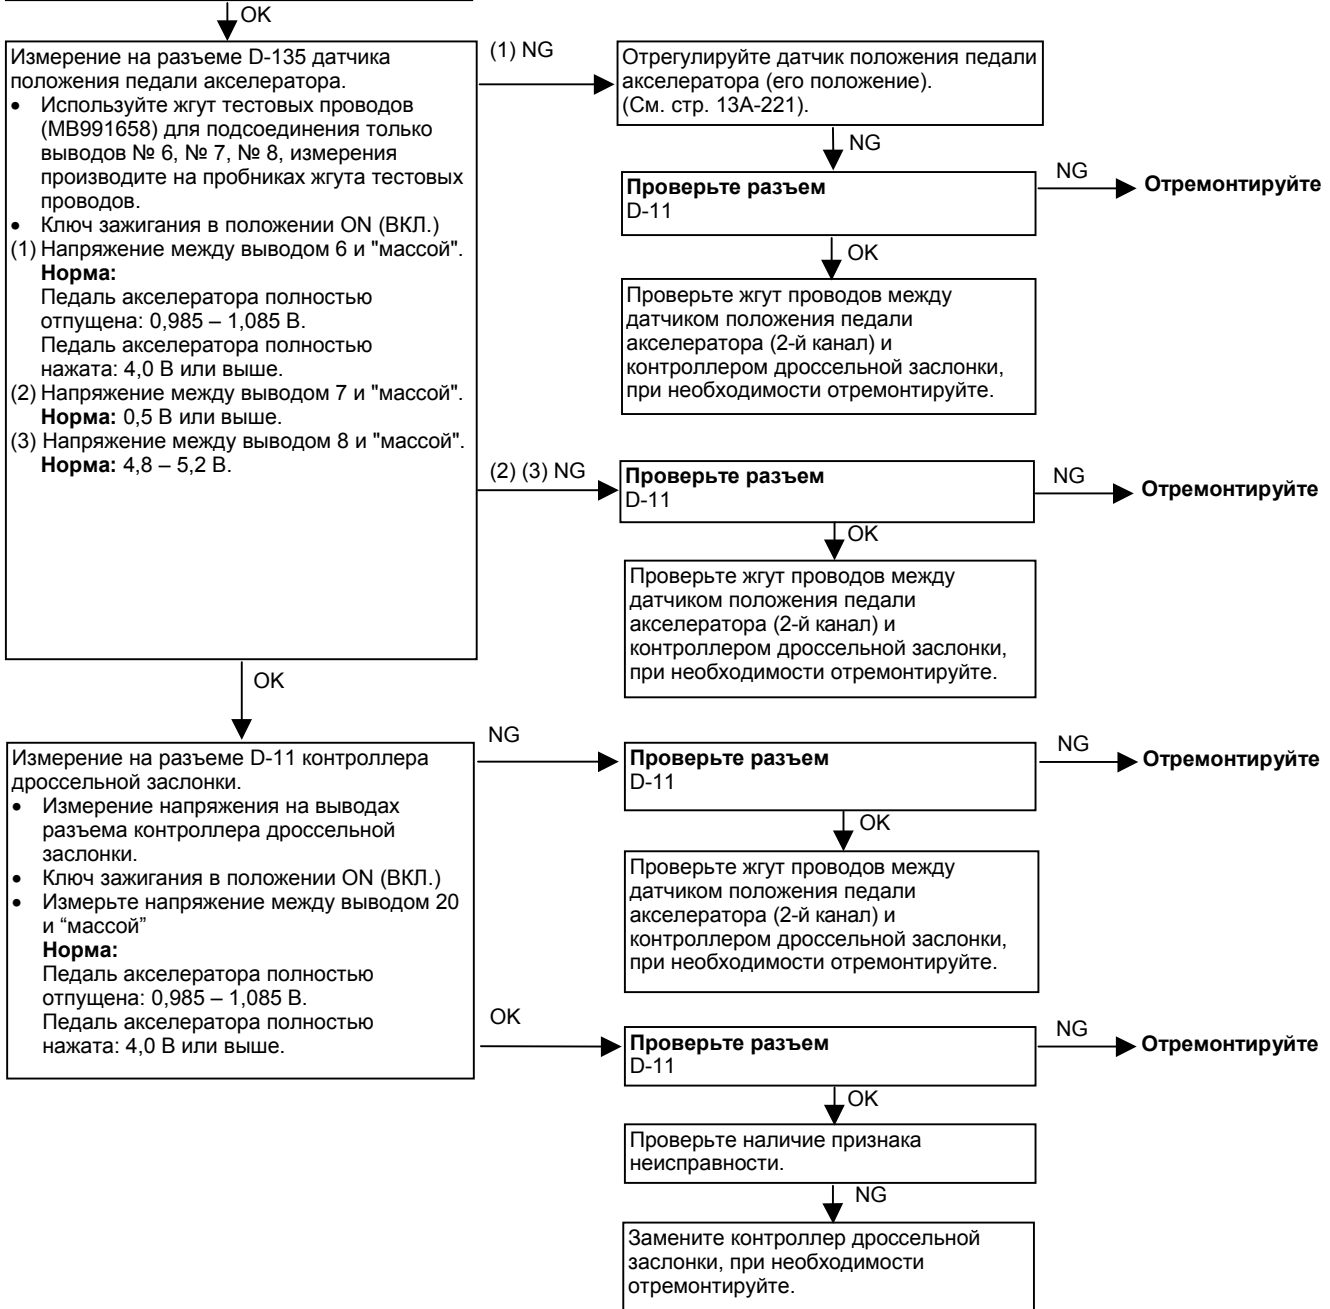 OK
Измерение на разъеме D-135 датчика
положения педали акселератора.
• Используйте жгут тестовых проводов
(MB991658) для подсоединения только
выводов № 6, № 7, № 8, измерения
производите на пробниках жгута тестовых
проводов.
• Ключ зажигания в положении ON (ВКЛ.)
(1) Напряжение между выводом 6 и "массой".
Норма:
Педаль акселератора полностью
отпущена: 0,985 – 1,085 В.
Педаль акселератора полностью
нажата: 4,0 В или выше.
(2) Напряжение между выводом 7 и "массой".
Норма: 0,5 В или выше.
(3) Напряжение между выводом 8 и "массой".
Норма: 4,8 – 5,2 В.
(1) NG
Отрегулируйте датчик положения педали
акселератора (его положение).
(См. стр. 13A-221).
NG
Проверьте разъем
D-11
NG
Отремонтируйте
OK
Проверьте жгут проводов между
датчиком положения педали
акселератора (2-й канал) и
контроллером дроссельной заслонки,
при необходимости отремонтируйте.
(2) (3) NG
Проверьте разъем
D-11
NG
Отремонтируйте
OK
Проверьте жгут проводов между
датчиком положения педали
акселератора (2-й канал) и
контроллером дроссельной заслонки,
при необходимости отремонтируйте.
OK
Измерение на разъеме D-11 контроллера
дроссельной заслонки.
• Измерение напряжения на выводах
разъема контроллера дроссельной
заслонки.
• Ключ зажигания в положении ON (ВКЛ.)
• Измерьте напряжение между выводом 20
и “массой”
Норма:
Педаль акселератора полностью
отпущена: 0,985 – 1,085 В.
Педаль акселератора полностью
нажата: 4,0 В или выше.
NG
Проверьте разъем
D-11
NG
Отремонтируйте
OK
Проверьте жгут проводов между
датчиком положения педали
акселератора (2-й канал) и
контроллером дроссельной заслонки,
при необходимости отремонтируйте.
OK
Проверьте разъем
D-11
NG
Отремонтируйте
OK
Проверьте наличие признака
неисправности.
NG
Замените контроллер дроссельной
заслонки, при необходимости
отремонтируйте.